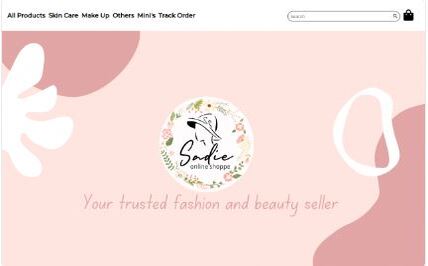 All Products Skin Care Make Up Others Mini's Track Order
Search
Sadie
online shoppe
Your trusted fashion and beauty seller